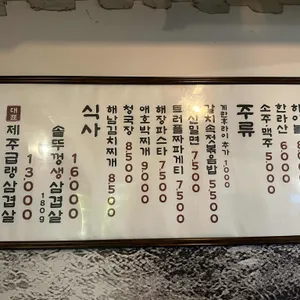 대표
제주급랭삼겹살
13000
솥뚜껑생삼겹살
180g
16000
식사
해남김치찌개
8500
청국장
8500
애호박찌개
9000
해장파스타
7500
트러플짜파게티
7500
신밀면
7500
갈치속젓볶음밥
5500
계란후라이 추가 1000
주류
소주 맥주
5000
한라산
6000